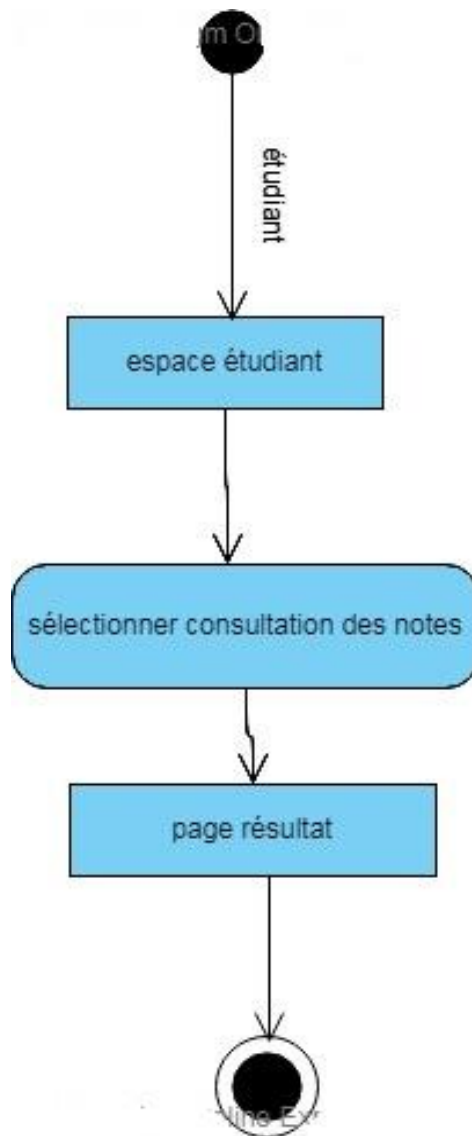 étudiant
espace étudiant
sélectionner consultation des notes
page résultat